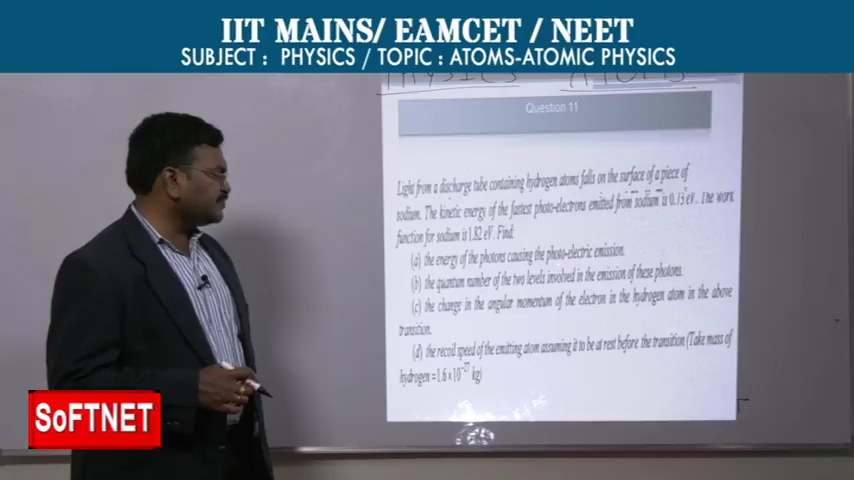 IIT MAINS/ EAMCET / NEET
SUBJECT : PHYSICS / TOPIC : ATOMS-ATOMIC PHYSICS
PHYSICS ATOMS
Question 11
Light from a discharge tube containing hydrogen atoms falls on the surface of a piece of
sodium. The kinetic energy of the fastest photo-electrons emitted from sodium is 0.73 eV. The work
function for sodium is 1.82 eV. Find:
(a) the energy of the photons causing the photo-electric emission.
(b) the quantum number of the two levels involved in the emission of these photons.
(c) the change in the angular momentum of the electron in the hydrogen atom in the above
transition.
(d) the recoil speed of the emitting atom assuming it to be at rest before the transition (Take mass of
hydrogen = 1.6 × 10⁻²⁷ kg)
SoFTNET